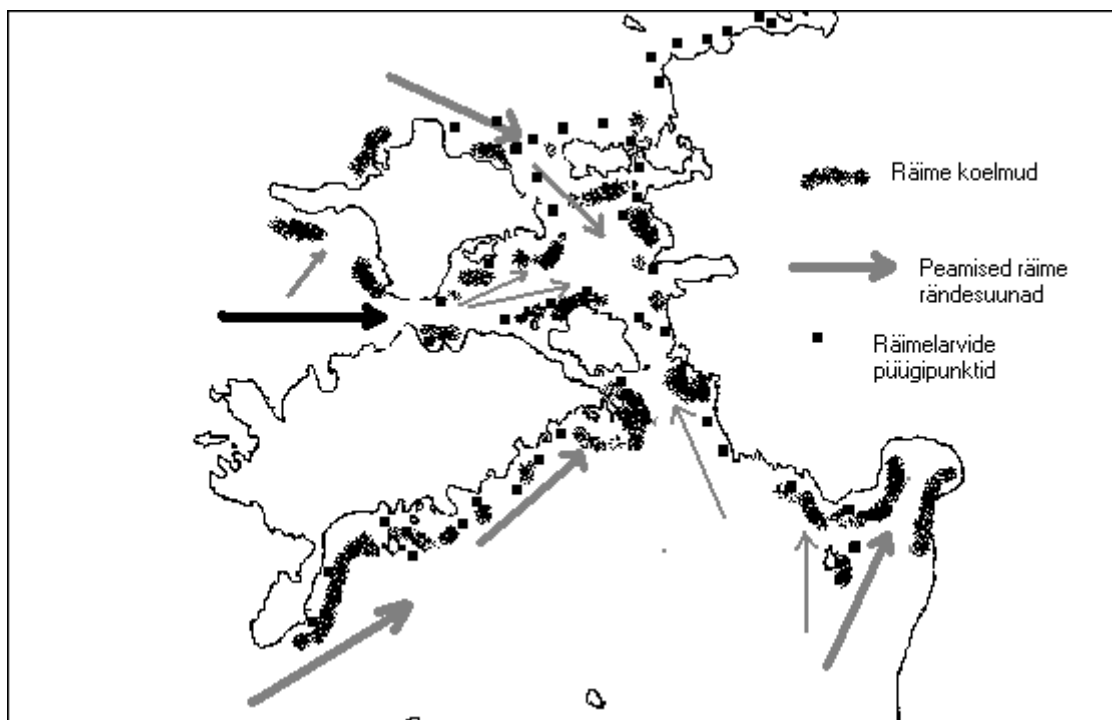 Räime koelmud
Peamised räime
rändesuunad
Räimelarvide
püügipunktid